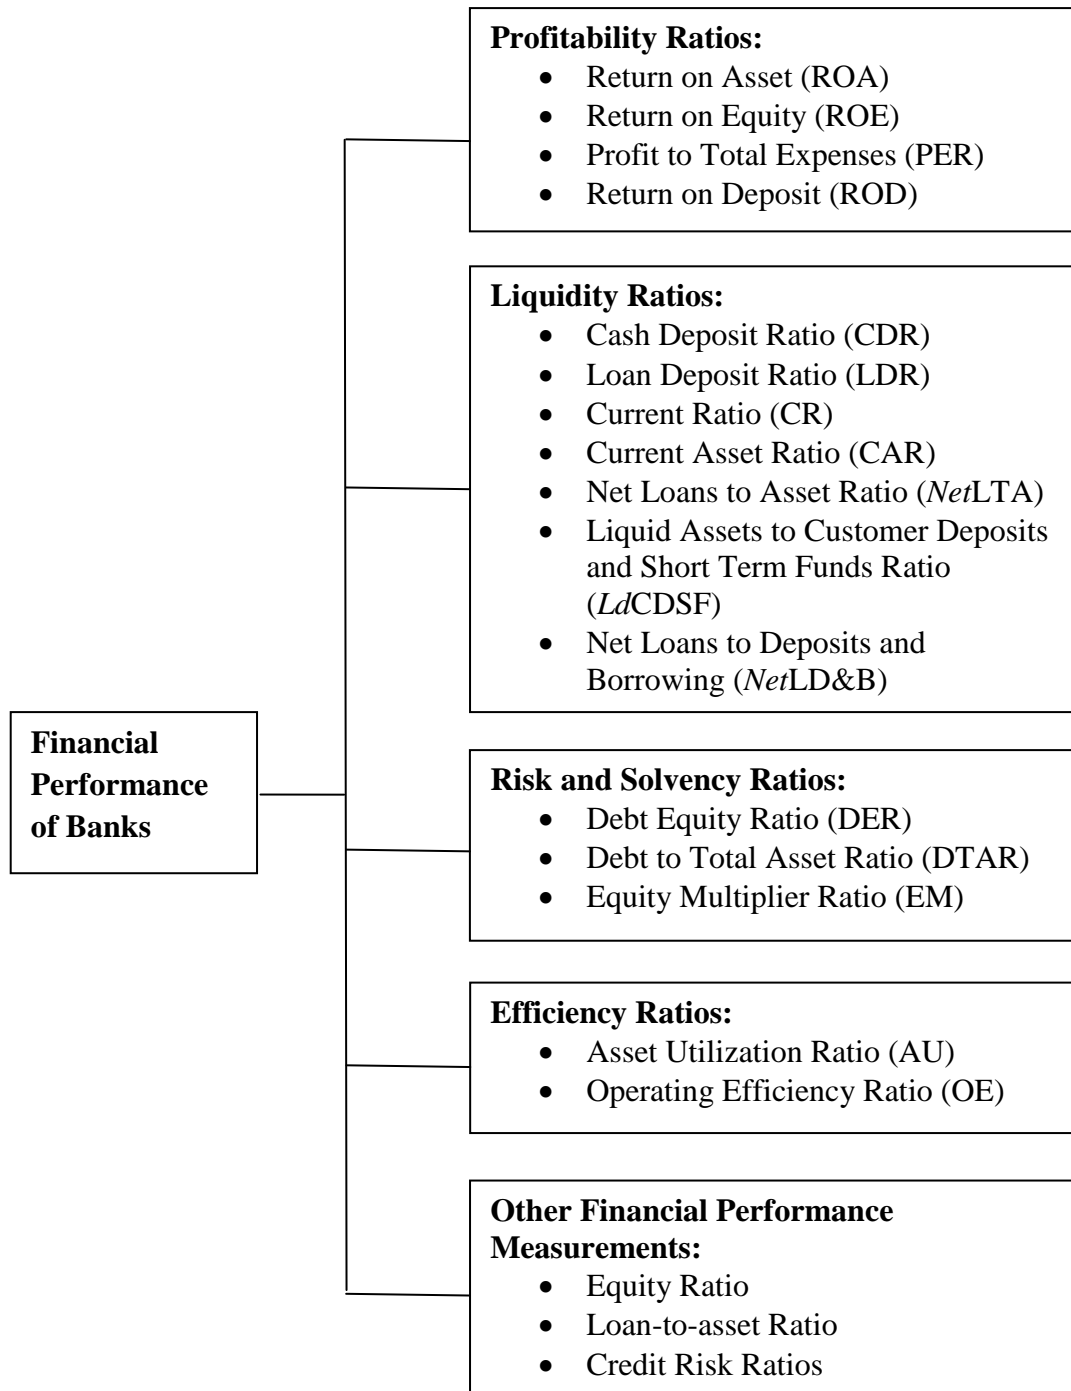 Profitability Ratios:
• Return on Asset (ROA)
• Return on Equity (ROE)
• Profit to Total Expenses (PER)
• Return on Deposit (ROD)
Liquidity Ratios:
• Cash Deposit Ratio (CDR)
• Loan Deposit Ratio (LDR)
• Current Ratio (CR)
• Current Asset Ratio (CAR)
• Net Loans to Asset Ratio (NetLTA)
• Liquid Assets to Customer Deposits
and Short Term Funds Ratio
(LdCDSF)
• Net Loans to Deposits and
Borrowing (NetLD&B)
Financial
Performance
of Banks
Risk and Solvency Ratios:
• Debt Equity Ratio (DER)
• Debt to Total Asset Ratio (DTAR)
• Equity Multiplier Ratio (EM)
Efficiency Ratios:
• Asset Utilization Ratio (AU)
• Operating Efficiency Ratio (OE)
Other Financial Performance
Measurements:
• Equity Ratio
• Loan-to-asset Ratio
• Credit Risk Ratios